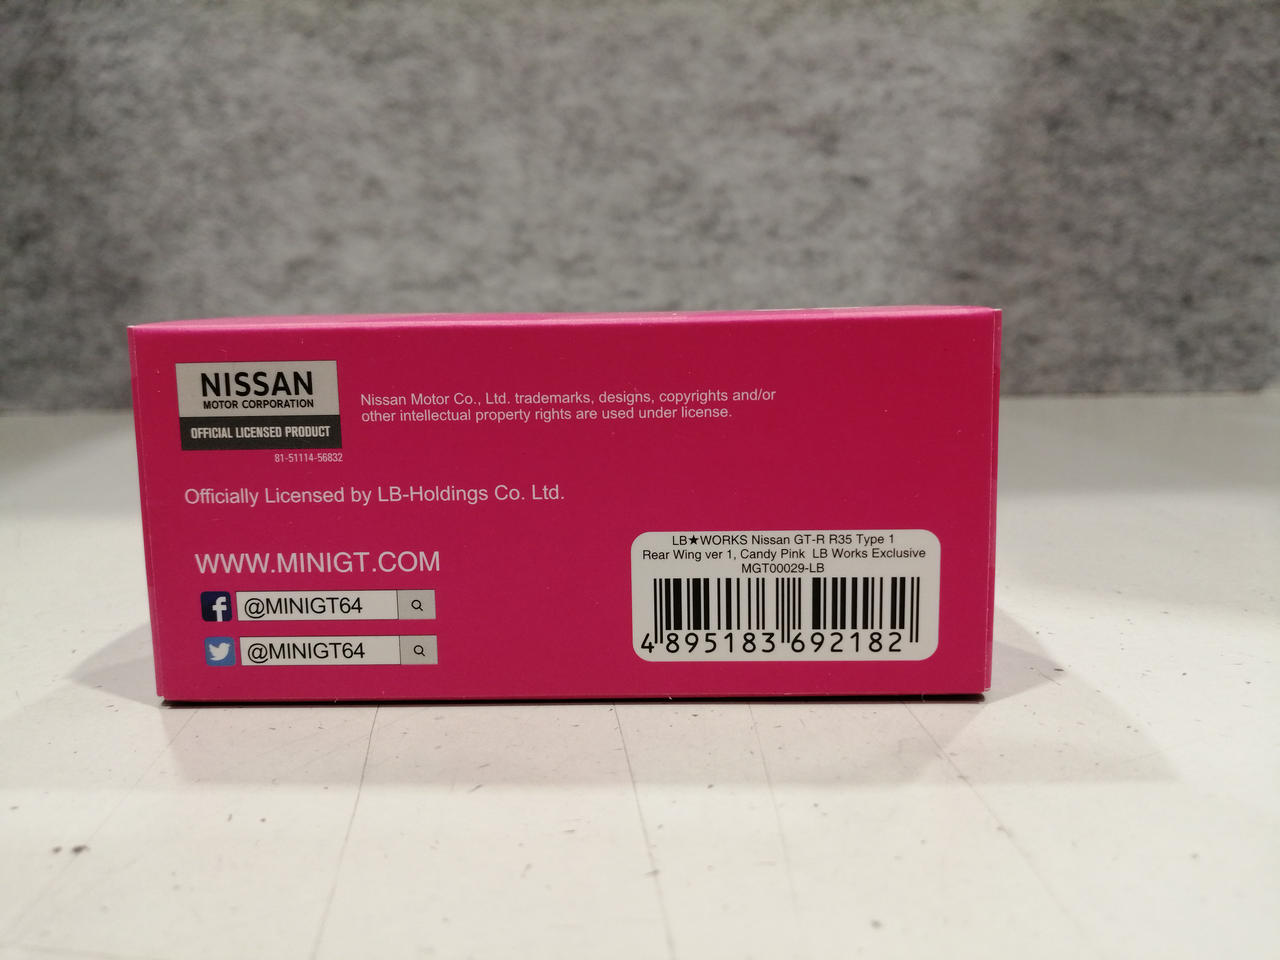 NISSAN
MOTOR CORPORATION
OFFICIAL LICENSED PRODUCT
81-51114-56832
Nissan Motor Co., Ltd. trademarks, designs, copyrights and/or
other intellectual property rights are used under license.
Officially Licensed by LB-Holdings Co. Ltd.
WWW.MINIGT.COM
@MINIGT64
@MINIGT64
LB★WORKS Nissan GT-R R35 Type 1
Rear Wing ver 1, Candy Pink LB Works Exclusive
MGT00029-LB
4 895183 692182